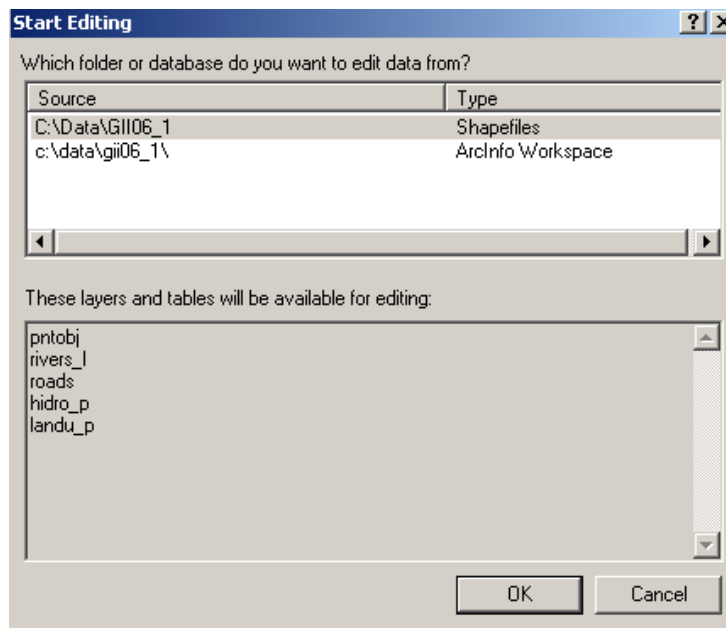 Start Editing
Which folder or database do you want to edit data from?
Source Type
C:\Data\GII06_1 Shapefiles
c:\data\gii06_1\ ArcInfo Workspace
These layers and tables will be available for editing:
pntobj
rivers_l
roads
hidro_p
landu_p
OK Cancel